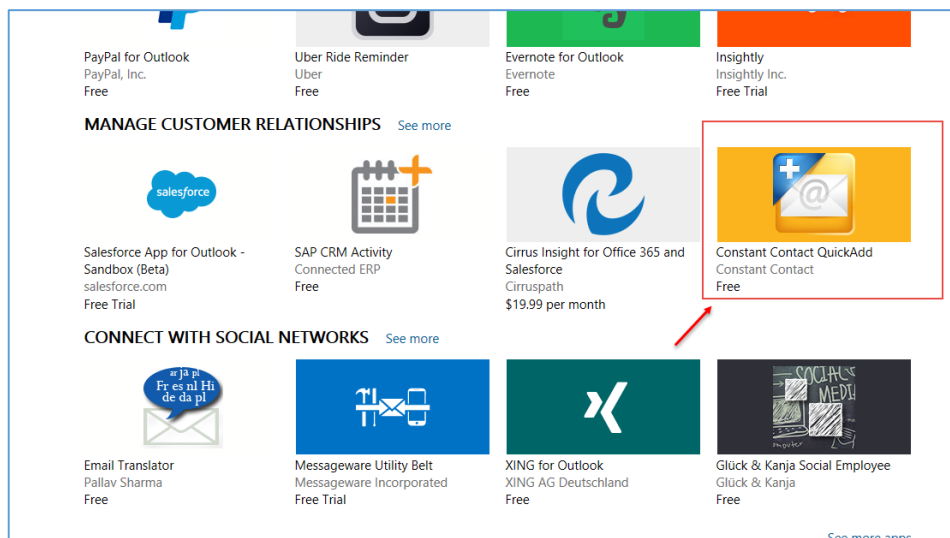 PayPal for Outlook
PayPal, Inc.
Free
Uber Ride Reminder
Uber
Free
Evernote for Outlook
Evernote
Free
Insightly
Insightly Inc.
Free Trial
MANAGE CUSTOMER RELATIONSHIPS See more
salesforce
Salesforce App for Outlook -
Sandbox (Beta)
salesforce.com
Free Trial
SAP CRM Activity
Connected ERP
Free
Cirrus Insight for Office 365 and
Salesforce
Cirruspath
$19.99 per month
@
Constant Contact QuickAdd
Constant Contact
Free
CONNECT WITH SOCIAL NETWORKS See more
ar ja pl
Fr es nl Hi
de da pl
Email Translator
Pallav Sharma
Free
Messageware Utility Belt
Messageware Incorporated
Free Trial
XING for Outlook
XING AG Deutschland
Free
SOCIAL
MEDIA
Glück & Kanja Social Employee
Glück & Kanja
Free
See more apps